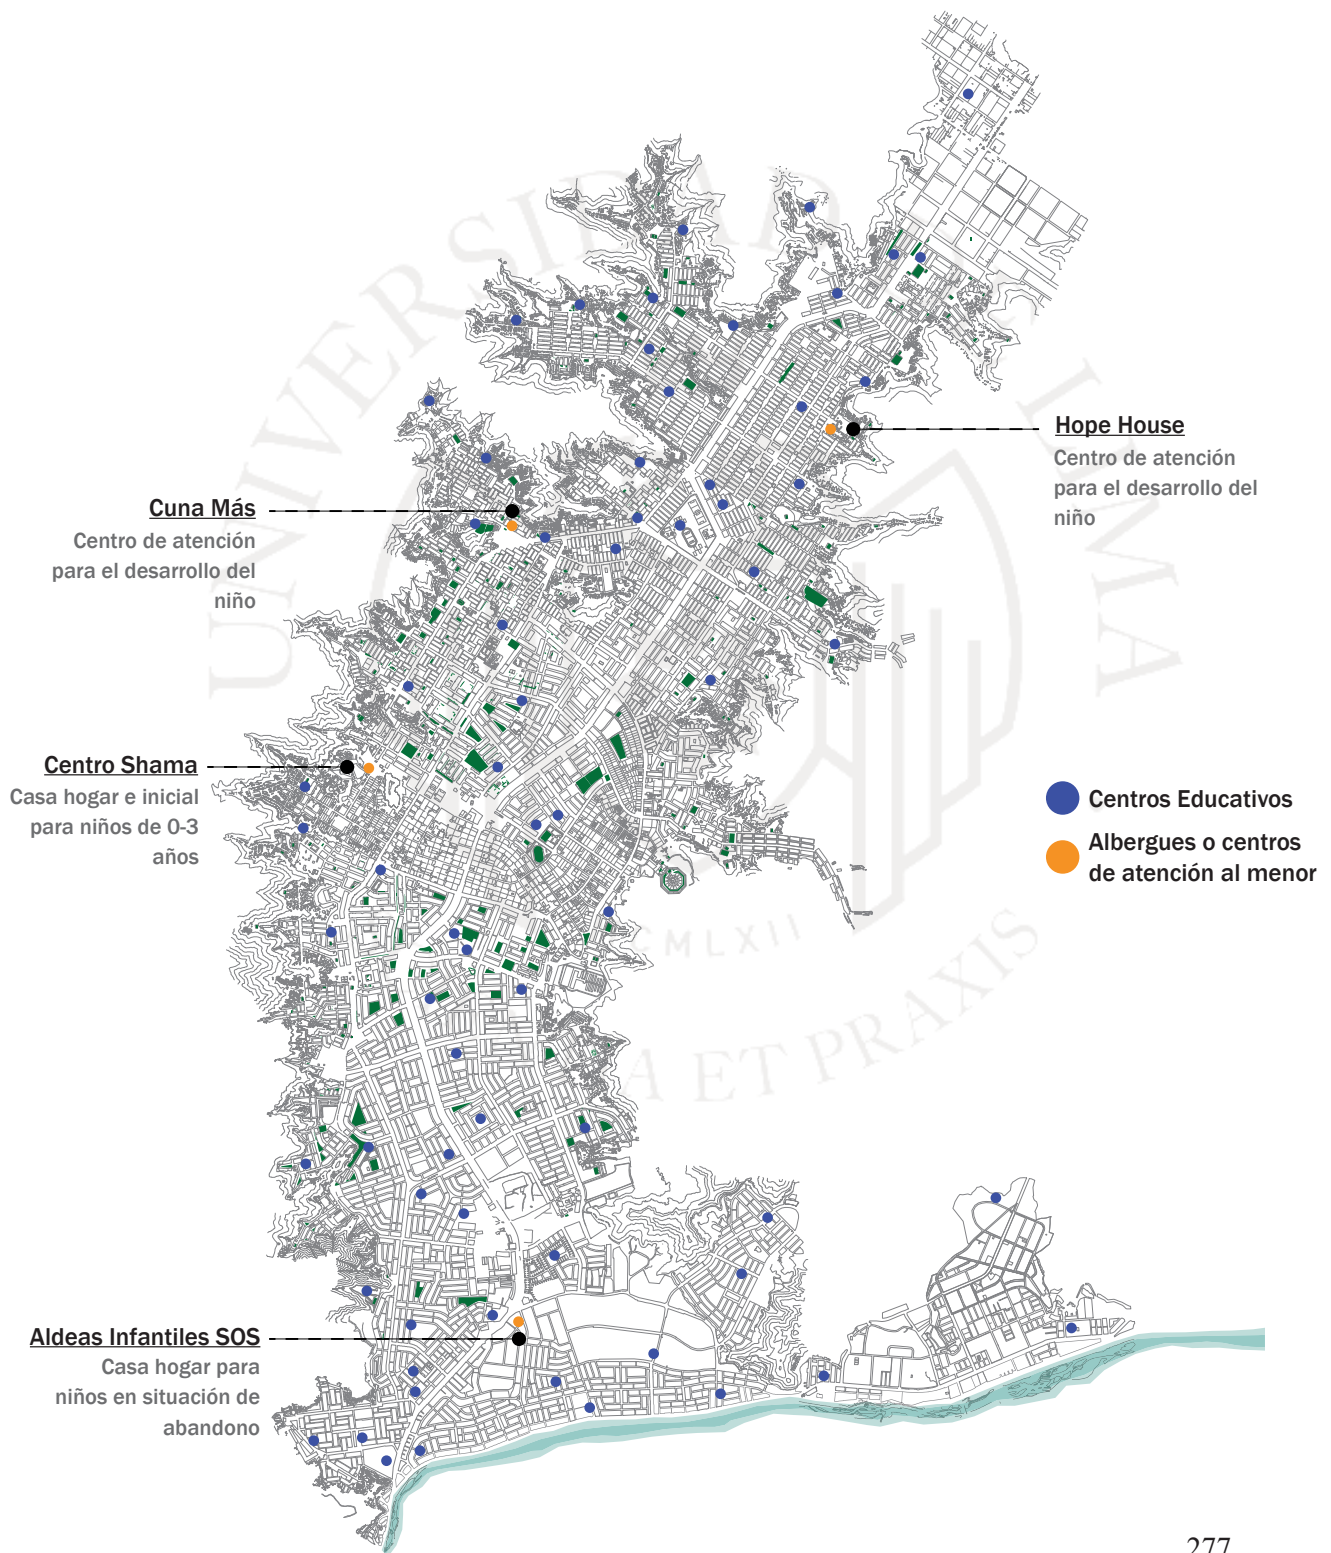 Hope House
Centro de atención
para el desarrollo del
niño
Cuna Más
Centro de atención
para el desarrollo del
niño
Centro Shama
Casa hogar e inicial
para niños de 0-3
años
Centros Educativos
Albergues o centros
de atención al menor
Aldeas Infantiles SOS
Casa hogar para
niños en situación de
abandono
277
ET PRAXIS